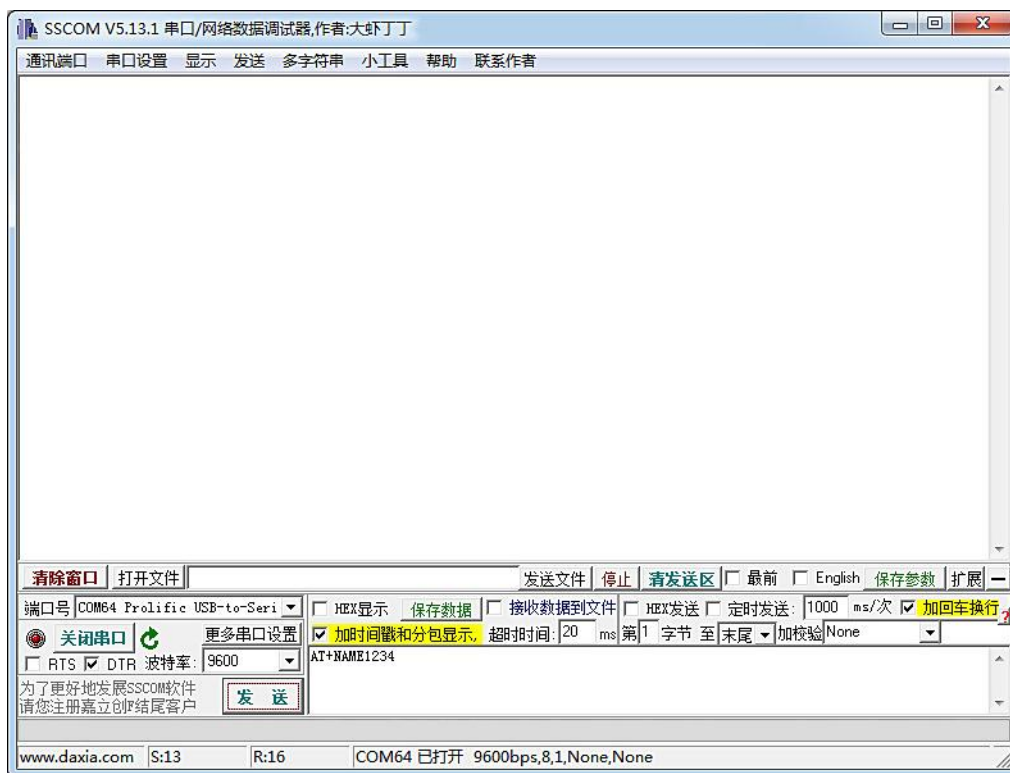 SSCOM V5.13.1 串口/网络数据调试器,作者:大虾丁丁
通讯端口 串口设置 显示 发送 多字符串 小工具 帮助 联系作者
清除窗口 打开文件 发送文件 停止 清发送区 最前 English 保存参数 扩展 —
端口号 COM64 Prolific USB-to-Seri HEX显示 保存数据 接收数据到文件 HEX发送 定时发送: 1000 ms/次 加回车换行
关闭串口 更多串口设置 加时间戳和分包显示, 超时时间: 20 ms 第 1 字节 至 末尾 加校验 None
RTS DTR 波特率: 9600 AT+NAME1234
为了更好地发展SSCOM软件
请您注册嘉立创F结尾客户 发 送
www.daxia.com S:13 R:16 COM64 已打开 9600bps,8,1,None,None